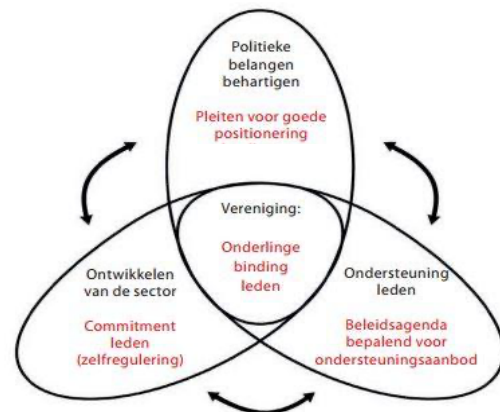 Politieke
belangen
behartigen
Pleiten voor goede
positionering
Vereniging:
Onderlinge
binding
leden
Ontwikkelen
van de sector
Commitment
leden
(zelfregulering)
Ondersteuning
leden
Beleidsagenda
bepalend voor
ondersteuningsaanbod